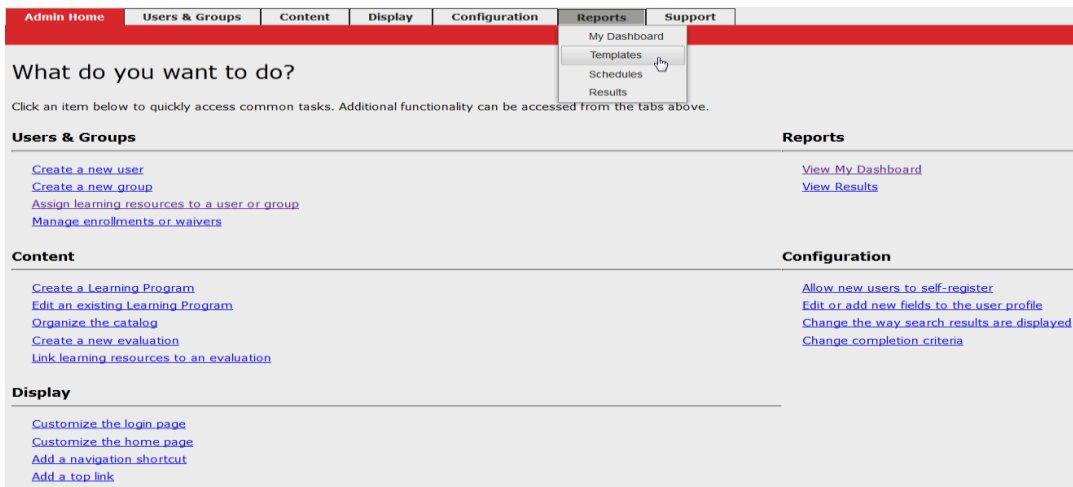 Admin Home Users & Groups Content Display Configuration Reports Support
My Dashboard
Templates
Schedules
Results
What do you want to do?
Click an item below to quickly access common tasks. Additional functionality can be accessed from the tabs above.
Users & Groups
Create a new user
Create a new group
Assign learning resources to a user or group
Manage enrollments or waivers
Reports
View My Dashboard
View Results
Content
Create a Learning Program
Edit an existing Learning Program
Organize the catalog
Create a new evaluation
Link learning resources to an evaluation
Configuration
Allow new users to self-register
Edit or add new fields to the user profile
Change the way search results are displayed
Change completion criteria
Display
Customize the login page
Customize the home page
Add a navigation shortcut
Add a top link